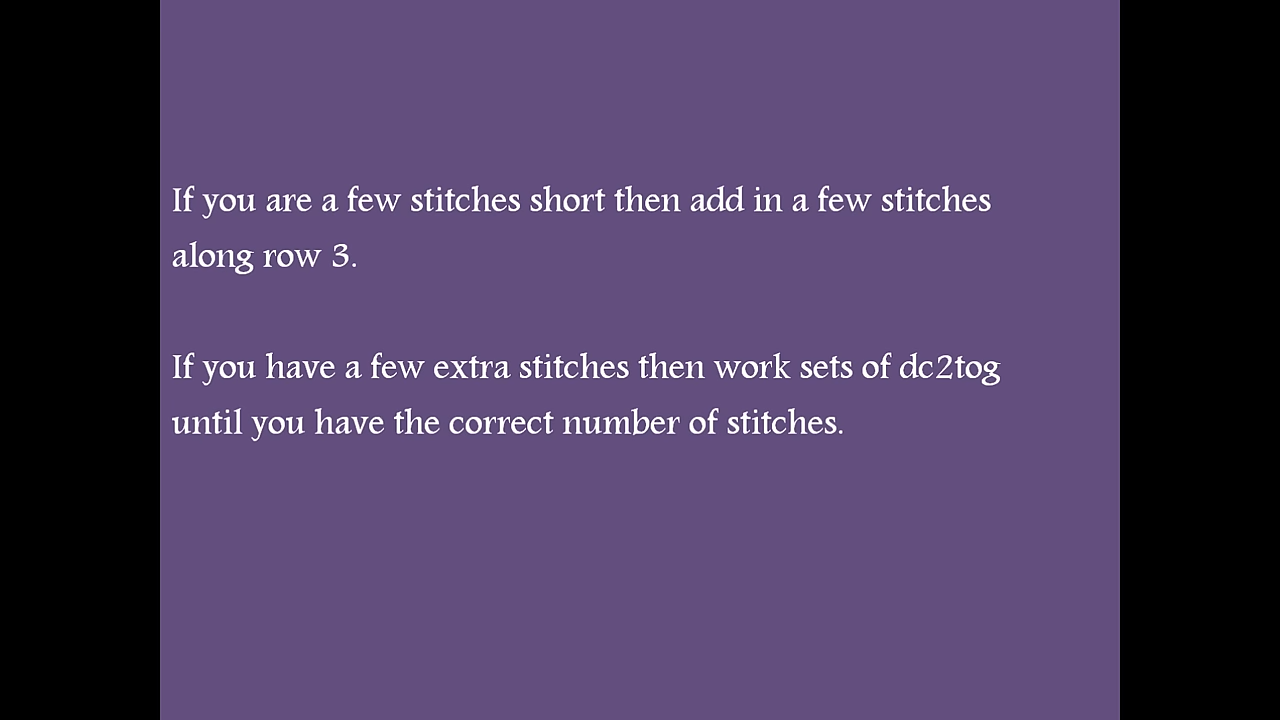 If you are a few stitches short then add in a few stitches
along row 3.
If you have a few extra stitches then work sets of dc2tog
until you have the correct number of stitches.